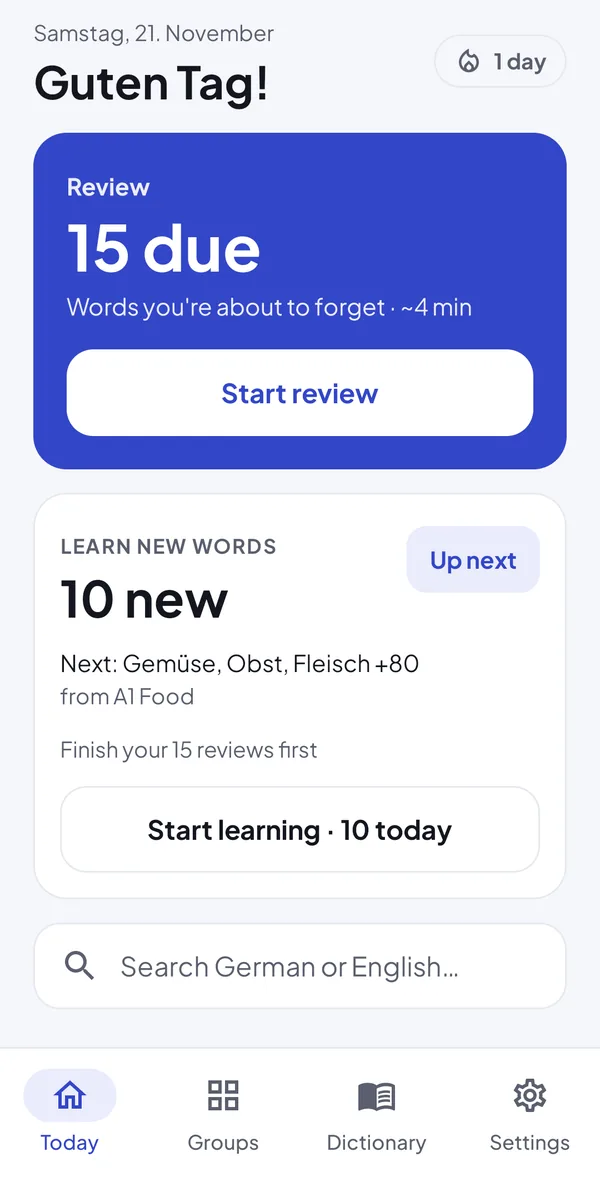 Samstag, 21. November
Guten Tag!
1 day
Review
15 due
Words you're about to forget · ~4 min
Start review
LEARN NEW WORDS
Up next
10 new
Next: Gemüse, Obst, Fleisch +80
from A1 Food
Finish your 15 reviews first
Start learning · 10 today
Search German or English...
Today
Groups
Dictionary
Settings